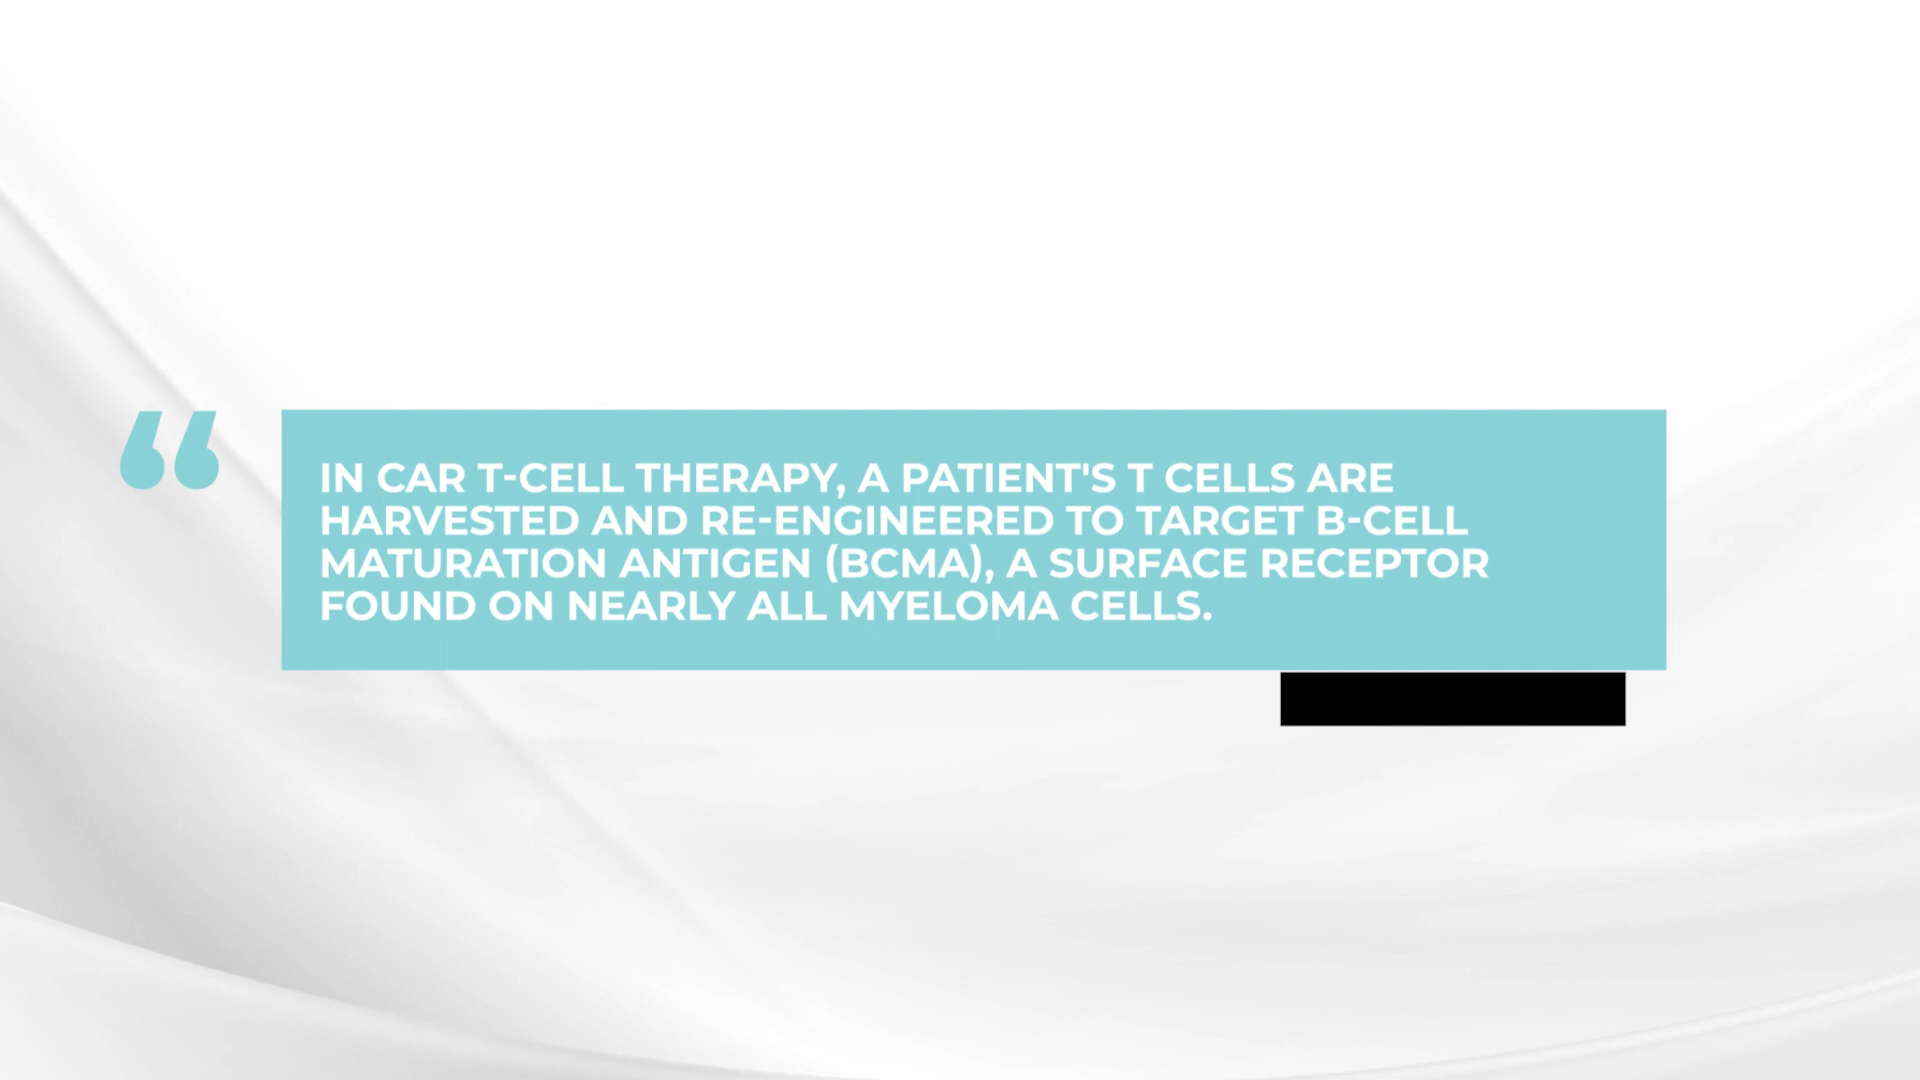 “
IN CAR T-CELL THERAPY, A PATIENT'S T CELLS ARE
HARVESTED AND RE-ENGINEERED TO TARGET B-CELL
MATURATION ANTIGEN (BCMA), A SURFACE RECEPTOR
FOUND ON NEARLY ALL MYELOMA CELLS.